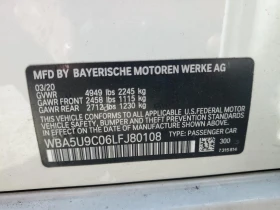 MFD BY BAYERISCHE MOTOREN WERKE AG
03/20
GVWR 4949 lbs 2245 kg
GAWR FRONT 2458 lbs 1115 kg
GAWR REAR 2712 lbs 1230 kg
THIS VEHICLE CONFORMS TO ALL APPLICABLE
U.S. FEDERAL MOTOR VEHICLE SAFETY, BUMPER,
AND THEFT PREVENTION STANDARDS IN EFFECT
ON THE DATE OF MANUFACTURE SHOWN ABOVE.
WBA5U9C06LFJ80108
TYPE: PASSENGER CAR
300